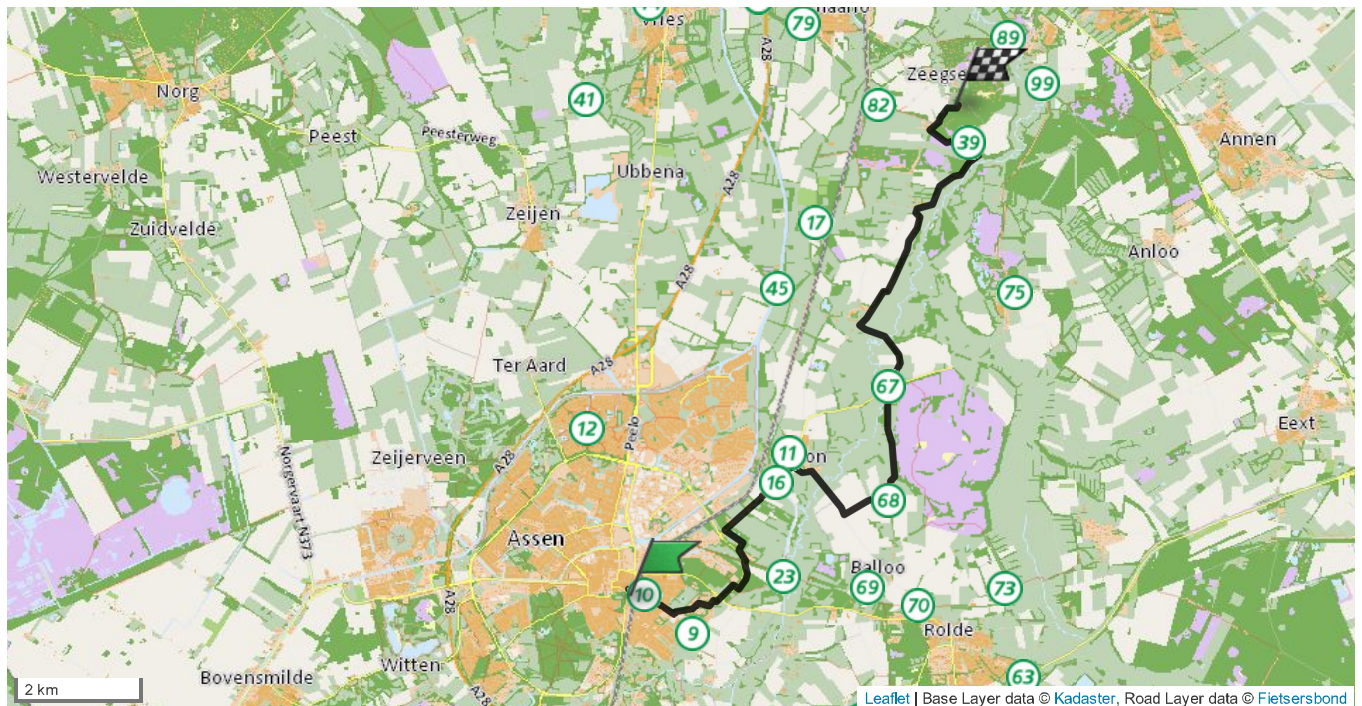 79
A28
89
Norg
Zeegse
99
41
82
Peest
Peesterweg
39
Annen
Westervelde
Ubbena
A28
Zeijen
17
Zuidvelde
Anloo
A28
45
75
Ter Aard
A28
67
12
Peelo
Eext
Zeijerveen
A28
11
16
68
Norgervaart N373
Assen
10
23
Balloo
69
73
70
A28
9
Rolde
Witten
63
Bovensmilde
A28
2 km
Leaflet | Base Layer data © Kadaster, Road Layer data © Fietsersbond